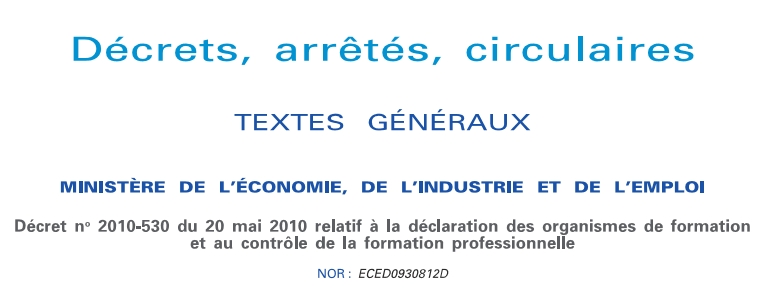 Décrets, arrêtés, circulaires
TEXTES GÉNÉRAUX
MINISTÈRE DE L'ÉCONOMIE, DE L'INDUSTRIE ET DE L'EMPLOI
Décret nᵒ 2010-530 du 20 mai 2010 relatif à la déclaration des organismes de formation
et au contrôle de la formation professionnelle
NOR : ECED0930812D